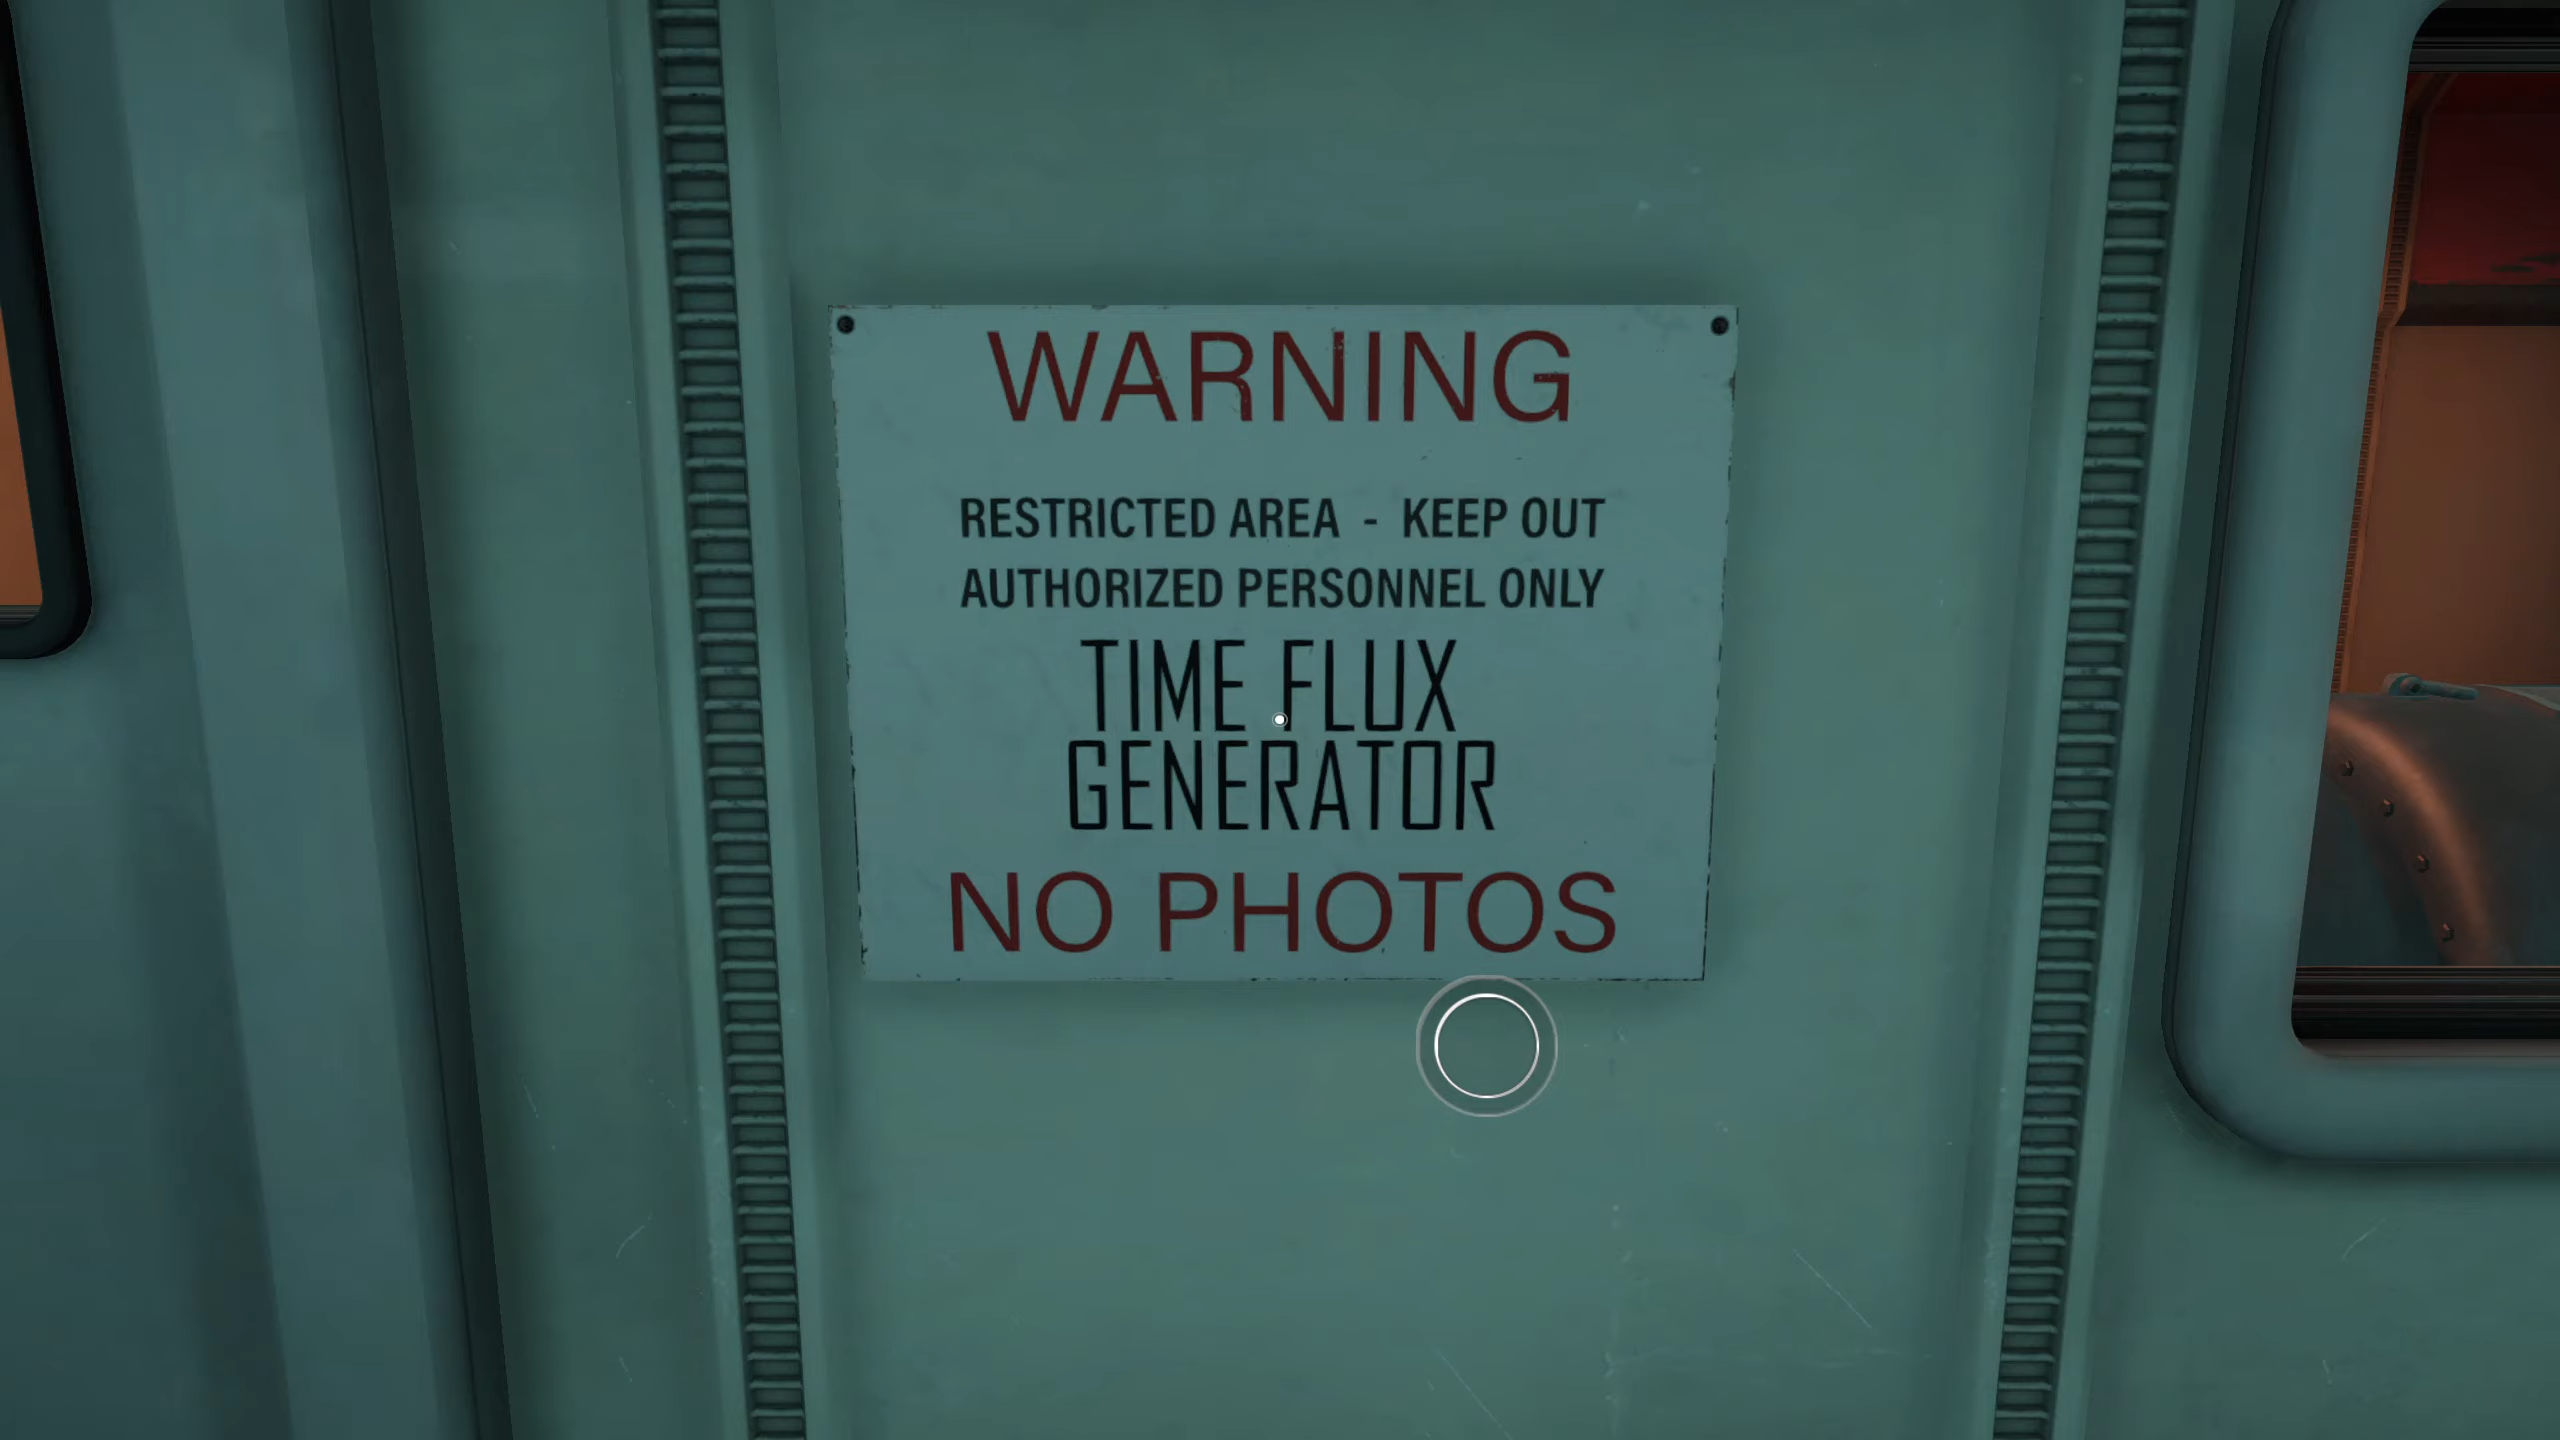 WARNING
RESTRICTED AREA - KEEP OUT
AUTHORIZED PERSONNEL ONLY
TIME FLUX
GENERATOR
NO PHOTOS